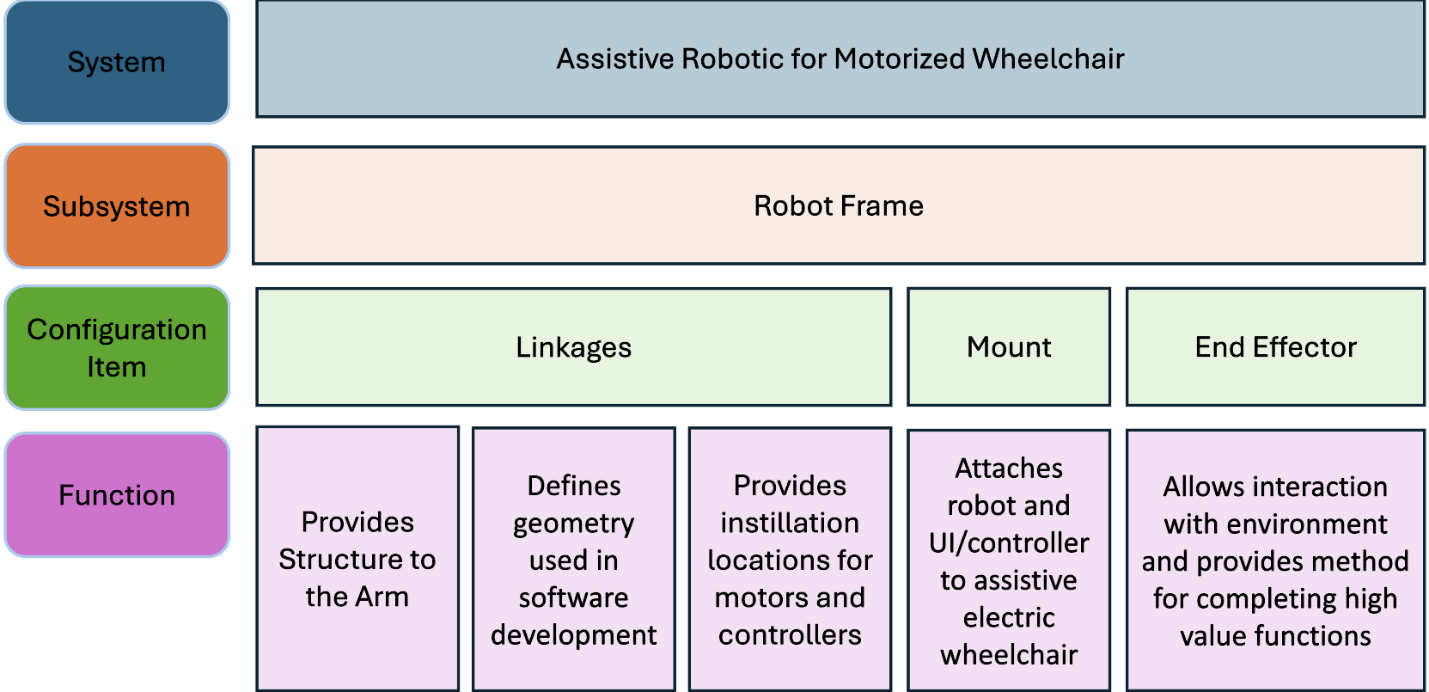 System
Assistive Robotic for Motorized Wheelchair
Subsystem
Robot Frame
Configuration
Item
Linkages
Mount
End Effector
Function
Provides
Structure to
the Arm
Defines
geometry
used in
software
development
Provides
instillation
locations for
motors and
controllers
Attaches
robot and
UI/controller
to assistive
electric
wheelchair
Allows interaction
with environment
and provides method
for completing high
value functions